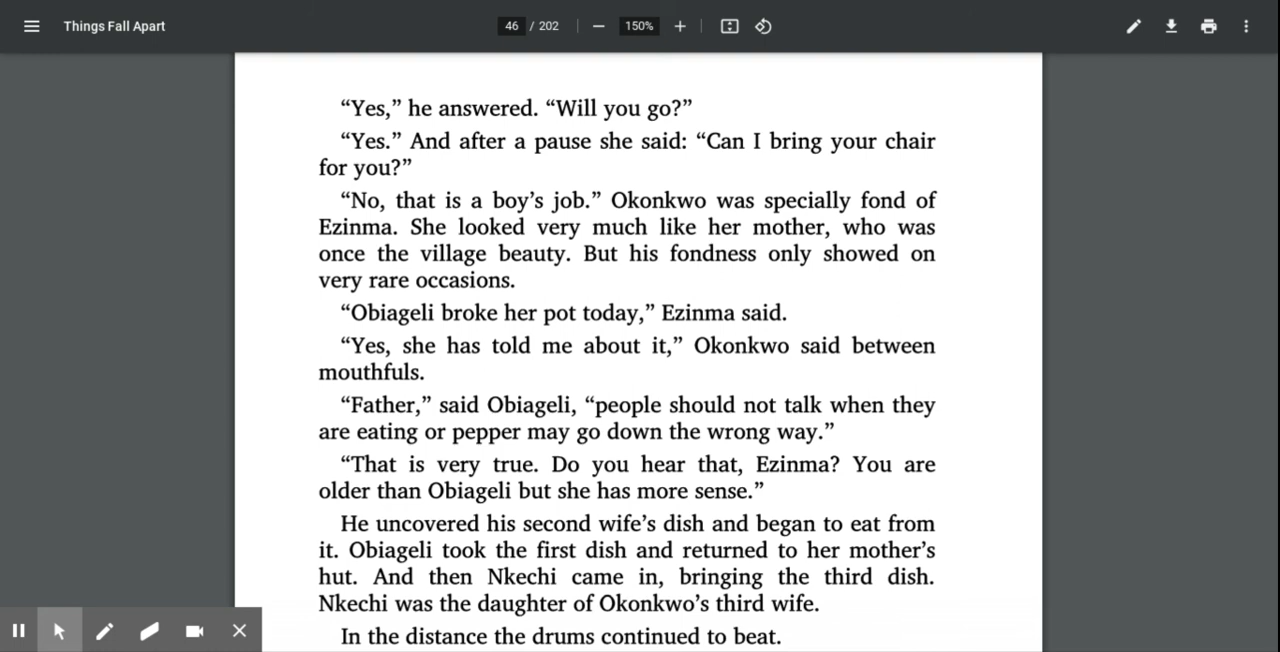 Things Fall Apart
46 / 202
150%
“Yes,” he answered. “Will you go?”
“Yes.” And after a pause she said: “Can I bring your chair
for you?”
“No, that is a boy’s job.” Okonkwo was specially fond of
Ezinma. She looked very much like her mother, who was
once the village beauty. But his fondness only showed on
very rare occasions.
“Obiageli broke her pot today,” Ezinma said.
“Yes, she has told me about it,” Okonkwo said between
mouthfuls.
“Father,” said Obiageli, “people should not talk when they
are eating or pepper may go down the wrong way.”
“That is very true. Do you hear that, Ezinma? You are
older than Obiageli but she has more sense.”
He uncovered his second wife’s dish and began to eat from
it. Obiageli took the first dish and returned to her mother’s
hut. And then Nkechi came in, bringing the third dish.
Nkechi was the daughter of Okonkwo’s third wife.
In the distance the drums continued to beat.